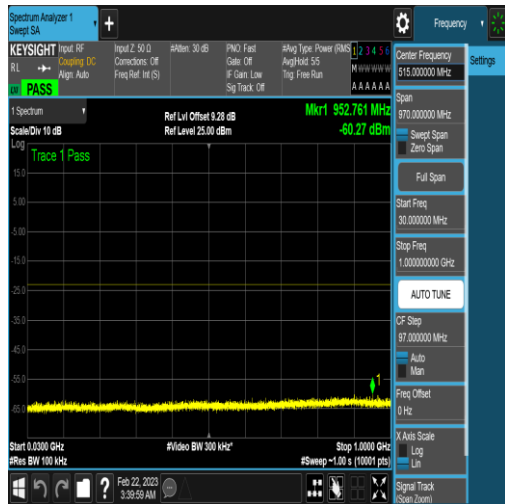 Spectrum Analyzer 1
Swept SA
Frequency
KEYSIGHT
Input: RF
Coupling: DC
Align: Auto
Input Z: 50 Ω
Corrections: Off
Freq Ref: Int (S)
#Atten: 30 dB
PNO: Fast
Gate: Off
IF Gain: Low
Sig Track: Off
#Avg Type: Power (RMS
AvgHold: 5/5
Trig: Free Run
1 2 3 4 5 6
M W W W W W
A A A A A A
R L
PASS
Center Frequency
515.000000 MHz
Settings
Span
970.000000 MHz
Swept Span
Zero Span
Full Span
Start Freq
30.000000 MHz
Stop Freq
1.000000000 GHz
AUTO TUNE
CF Step
97.000000 MHz
Auto
Man
Freq Offset
0 Hz
X Axis Scale
Log
Lin
Signal Track
(Span Zoom)
1 Spectrum
Scale/Div 10 dB
Ref Lvl Offset 9.28 dB
Ref Level 25.00 dBm
Mkr1 952.761 MHz
-60.27 dBm
Log
Trace 1 Pass
15.0
5.00
-5.00
-15.0
-25.0
-35.0
-45.0
-55.0
-65.0
1
Start 0.0300 GHz
#Res BW 100 kHz
#Video BW 300 kHz*
Stop 1.0000 GHz
#Sweep ~1.00 s (10001 pts)
?
Feb 22, 2023
3:39:59 AM